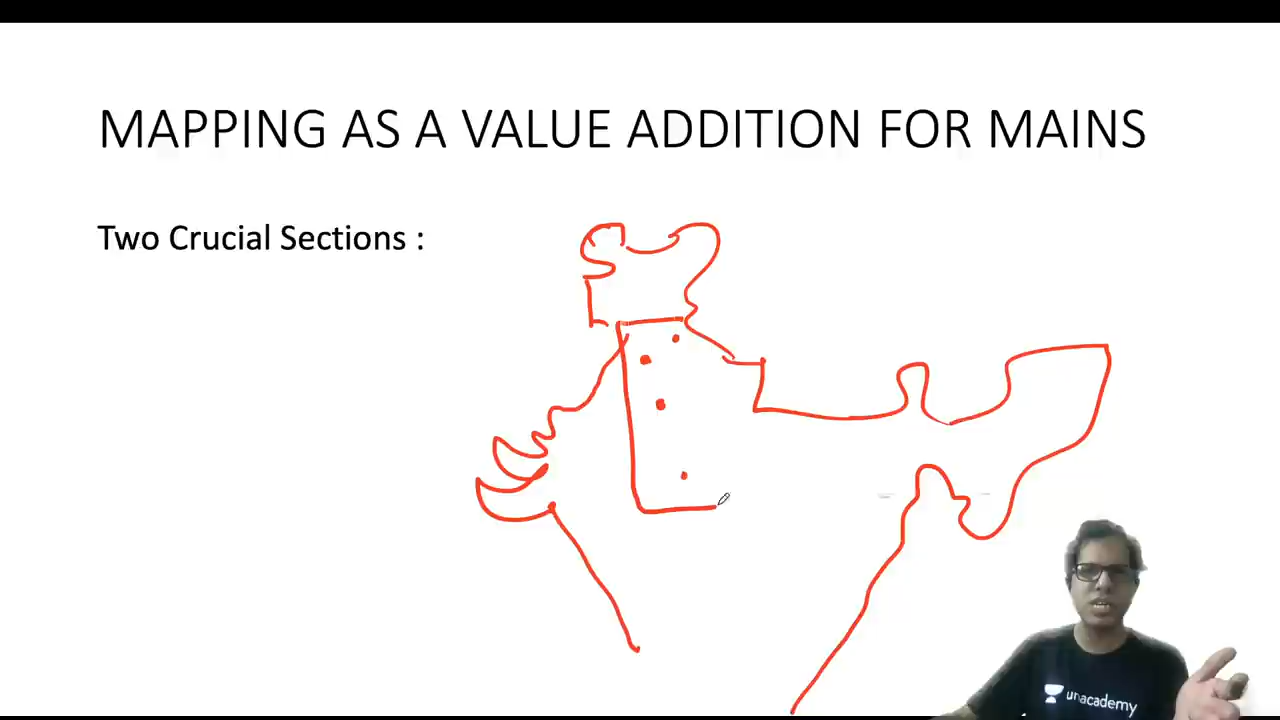 MAPPING AS A VALUE ADDITION FOR MAINS
Two Crucial Sections :
unacademy